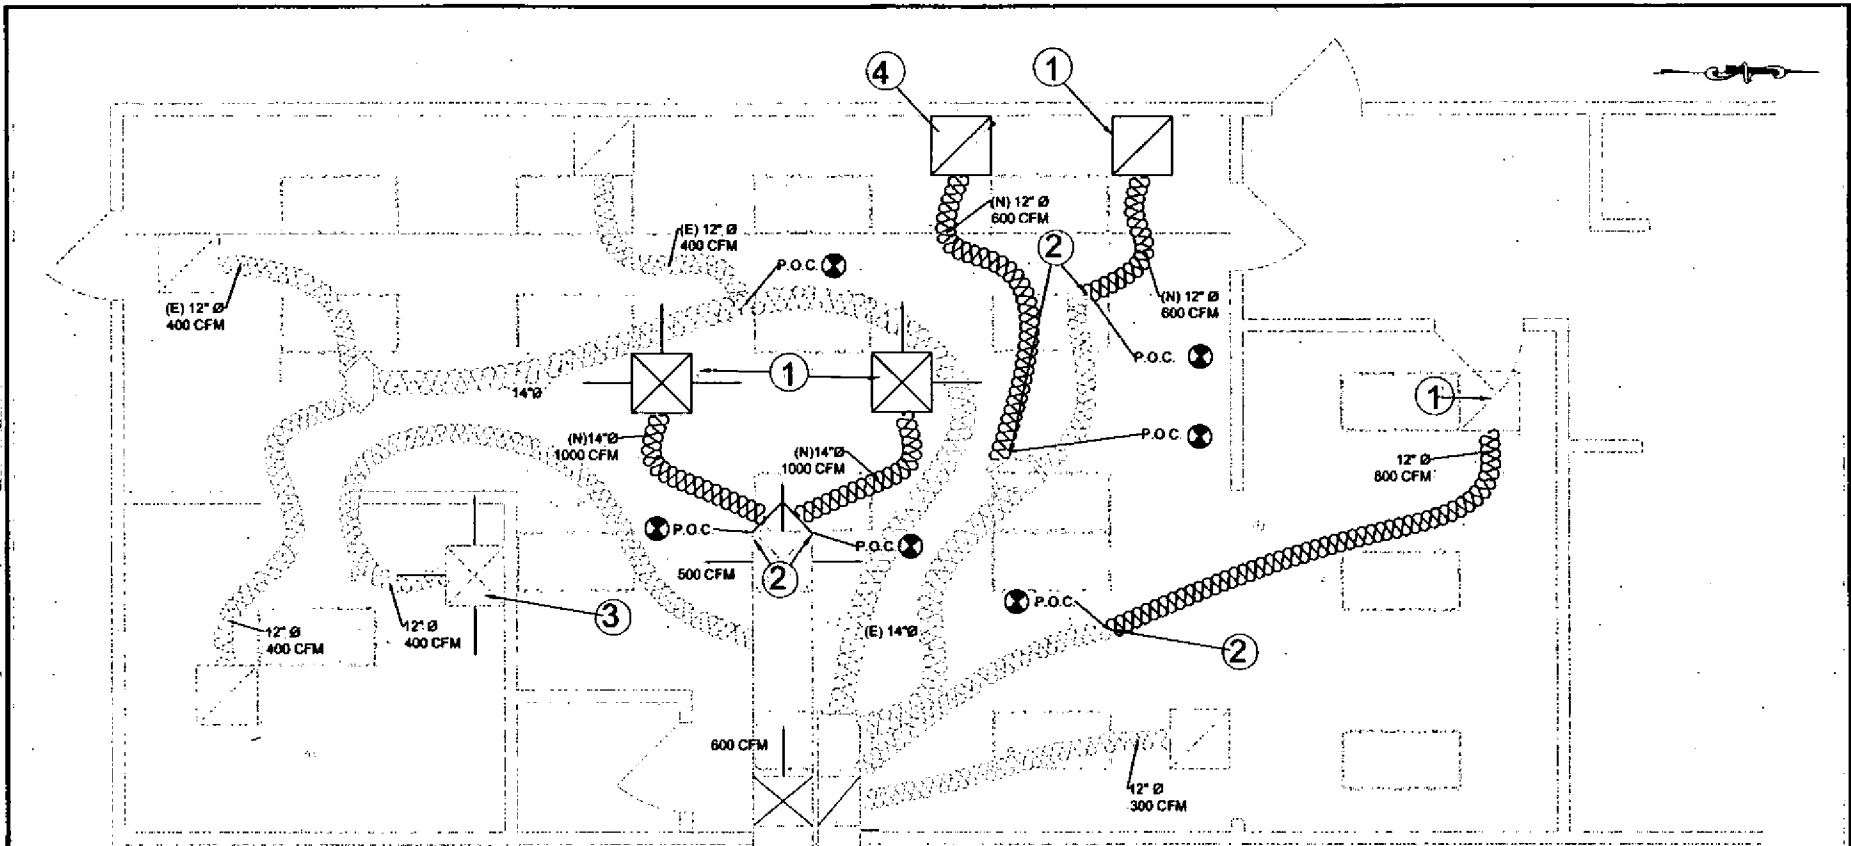 4
1
(N) 12" Ø
600 CFM
(E) 12" Ø
400 CFM
2
P.O.C.
(E) 12" Ø
400 CFM
(N) 12" Ø
600 CFM
P.O.C.
1
14"Ø
1
(N)14"Ø
1000 CFM
(N)14"Ø
1000 CFM
P.O.C.
12" Ø
800 CFM
P.O.C.
P.O.C.
500 CFM
2
P.O.C.
3
12" Ø
400 CFM
12" Ø
400 CFM
(E) 14"Ø
2
600 CFM
12" Ø
300 CFM